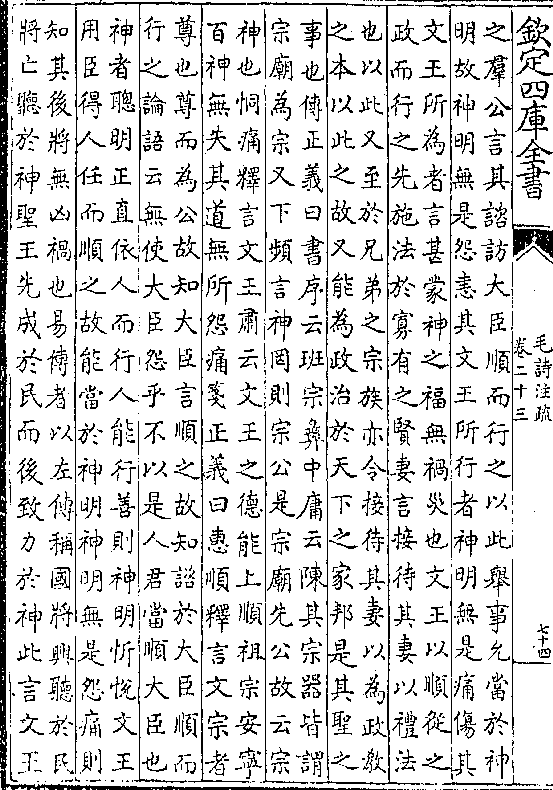 欽定四庫全書
毛詩注疏
卷二十三
七十四
之羣公言其諮訪大臣順而行之以此舉事允當於神
明故神明無是怨恚其文王所行者神明無是痛傷其
文王所為者言甚蒙神之福無禍災也文王以順從之
政而行之先施法於寡有之賢妻言接待其妻以禮法
也以此又至於兄弟之宗族亦令接待其妻以為政教
之本以此之故又能為政治於天下之家邦是其聖之
事也傳正義曰書序云班宗彝中庸云陳其宗器皆謂
宗廟為宗又下頻言神罔則宗公是宗廟先公故云宗
神也恫痛釋言文王肅云文王之德能上順祖宗安寧
百神無失其道無所怨痛箋正義曰惠順釋言文宗者
尊也尊而為公故知大臣言順之故知諮於大臣順而
行之論語云無使大臣怨乎不以是人君當順大臣也
神者聰明正直依人而行人能行善則神明忻悅文王
用臣得人任而順之故能當於神明神明無是怨痛則
知其後將無凶禍也易傳者以左傳稱國將興聽於民
將亡聽於神聖王先成於民而後致力於神此言文王